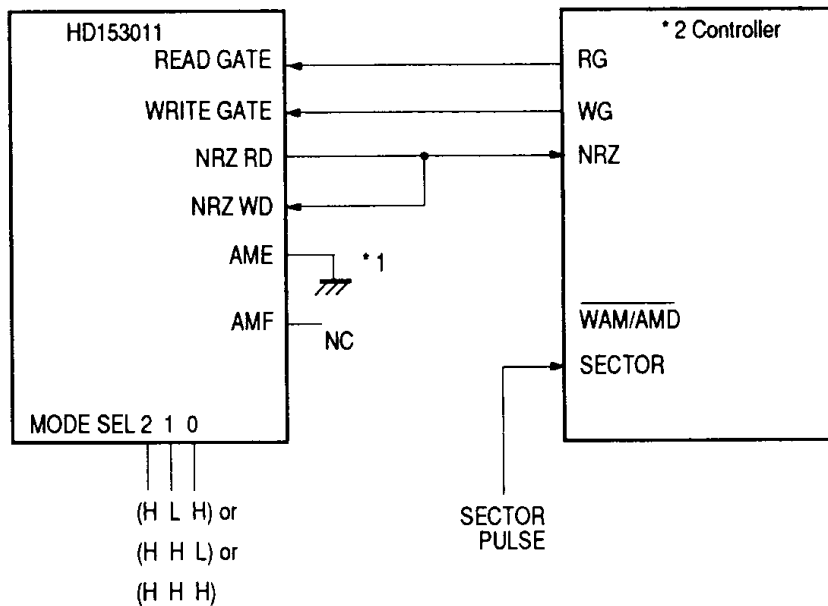 HD153011
READ GATE
WRITE GATE
NRZ RD
NRZ WD
AME
* 1
AMF
NC
MODE SEL 2 1 0
(H L H) or
(H H L) or
(H H H)
* 2 Controller
RG
WG
NRZ
WAM/AMD
SECTOR
SECTOR
PULSE